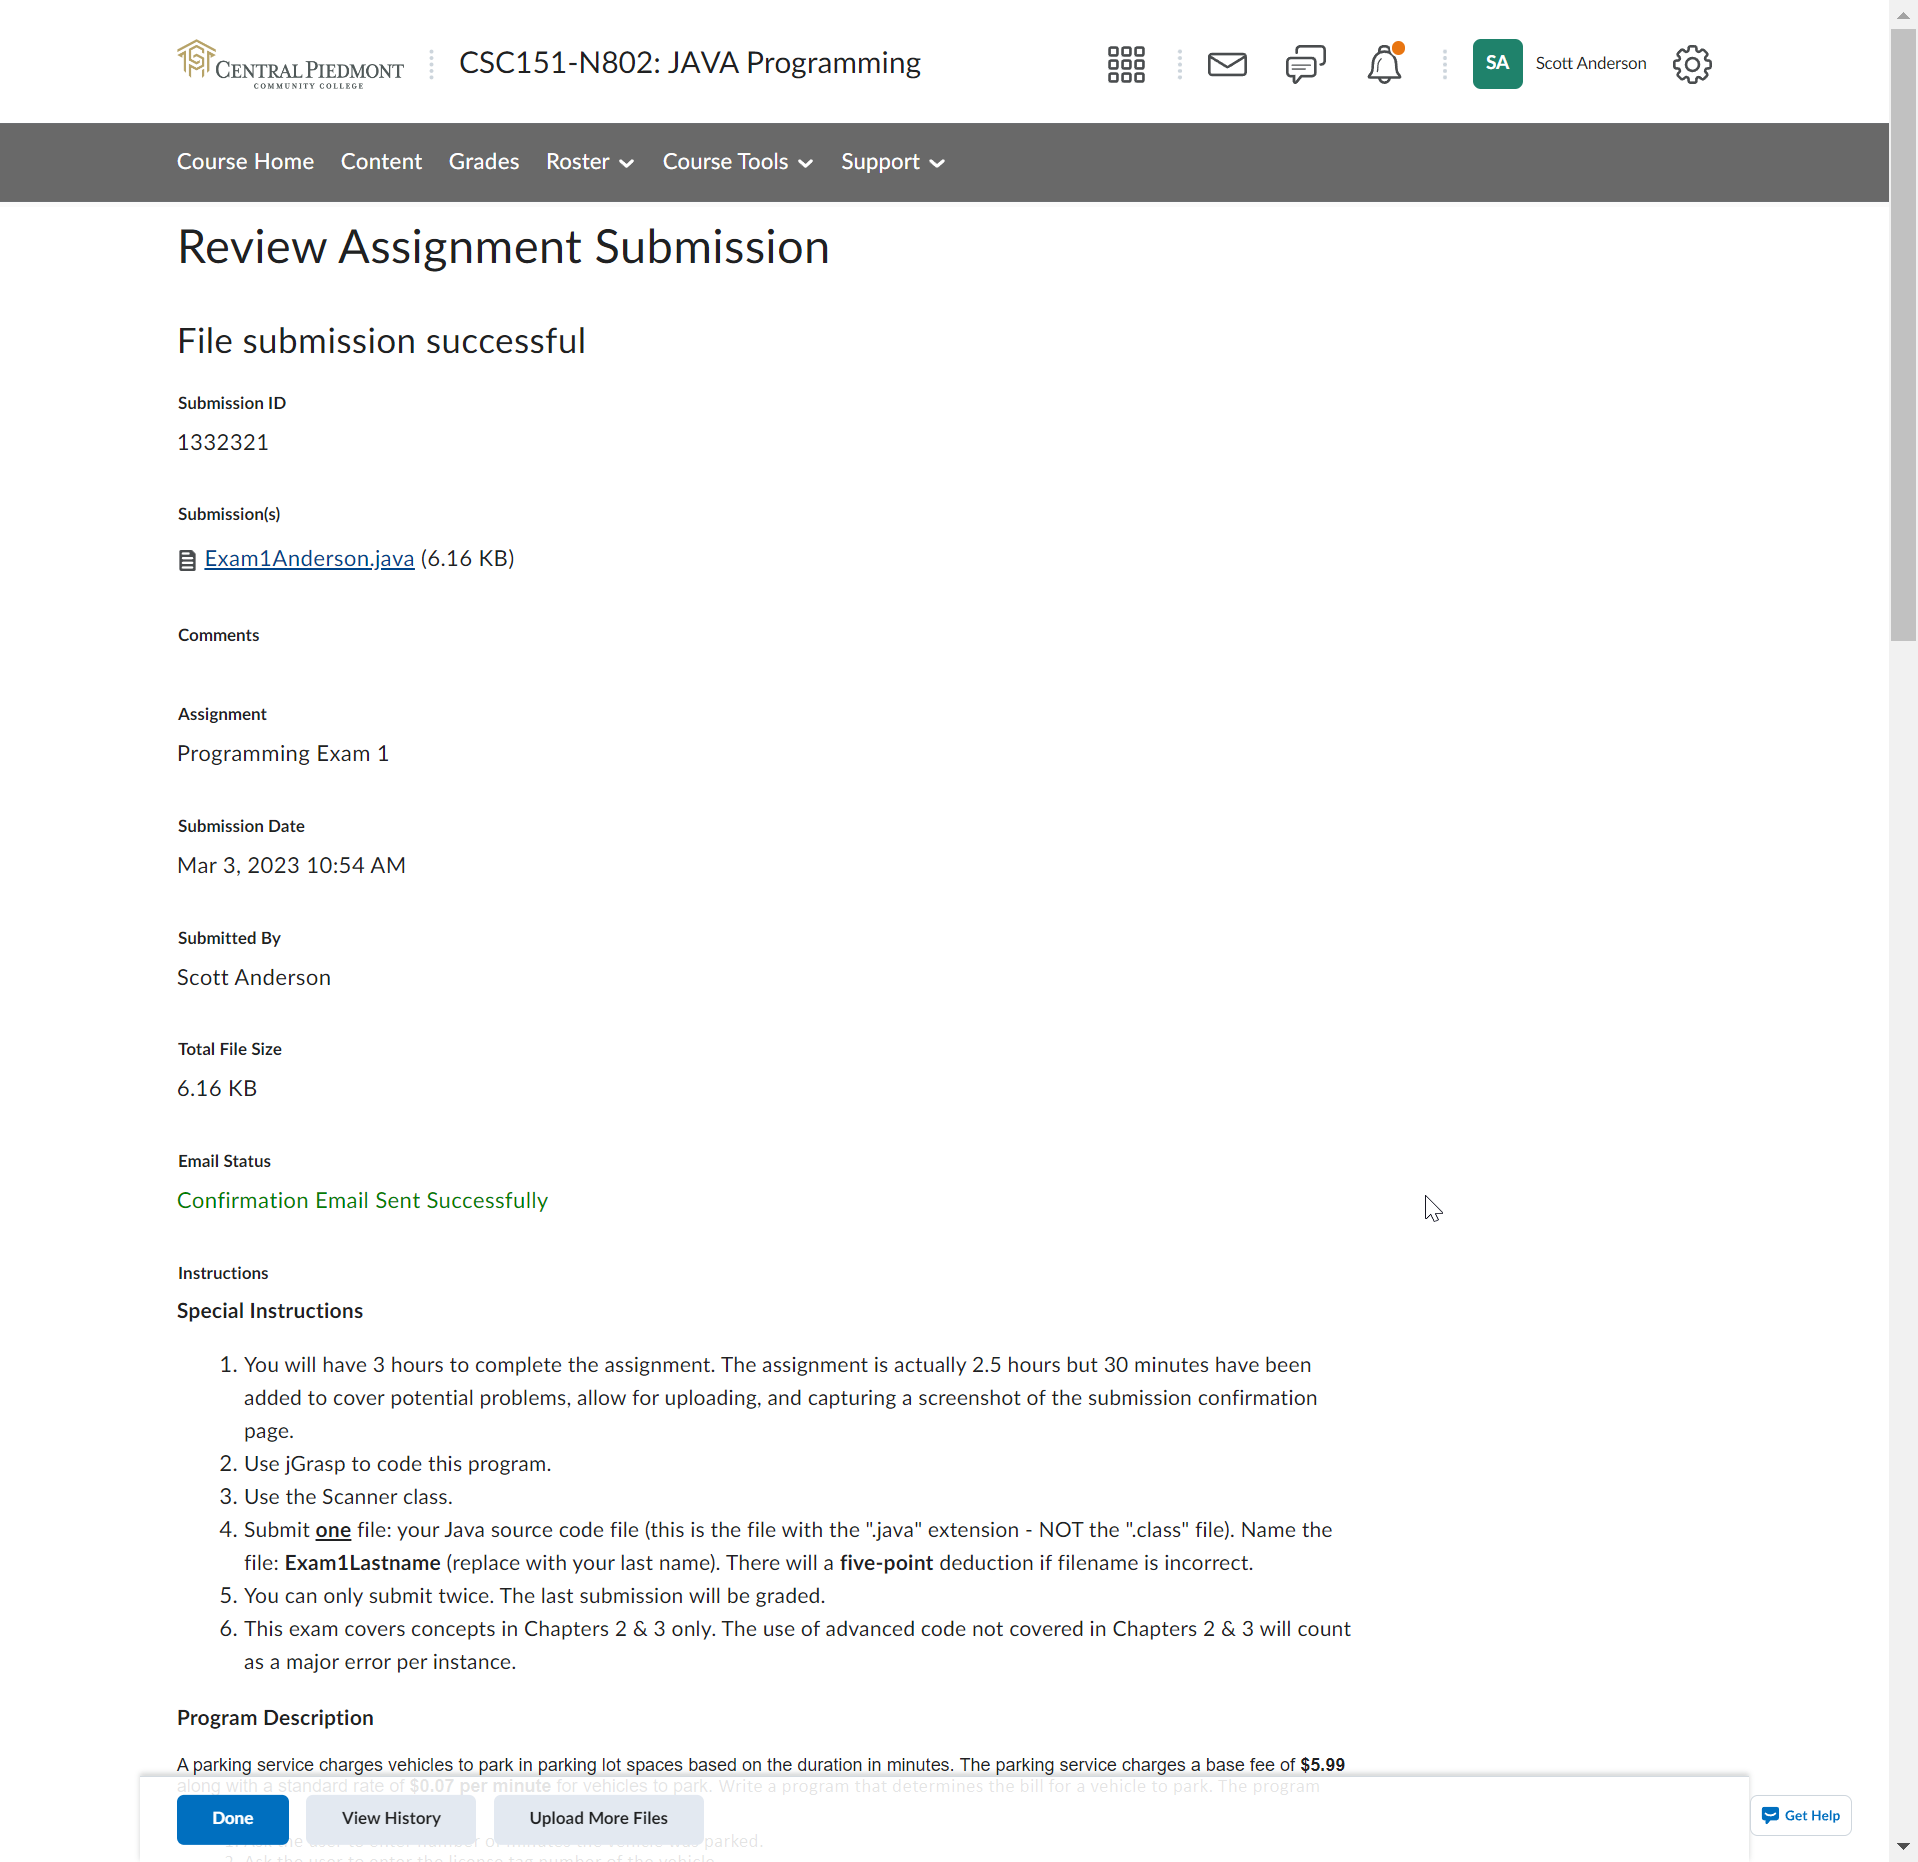 CENTRAL PIEDMONT
COMMUNITY COLLEGE
CSC151-N802: JAVA Programming
SA
Scott Anderson
Course Home Content Grades Roster Course Tools Support
Review Assignment Submission
File submission successful
Submission ID
1332321
Submission(s)
Exam1Anderson.java (6.16 KB)
Comments
Assignment
Programming Exam 1
Submission Date
Mar 3, 2023 10:54 AM
Submitted By
Scott Anderson
Total File Size
6.16 KB
Email Status
Confirmation Email Sent Successfully
Instructions
Special Instructions
1. You will have 3 hours to complete the assignment. The assignment is actually 2.5 hours but 30 minutes have been
added to cover potential problems, allow for uploading, and capturing a screenshot of the submission confirmation
page.
2. Use jGrasp to code this program.
3. Use the Scanner class.
4. Submit one file: your Java source code file (this is the file with the ".java" extension - NOT the ".class" file). Name the
file: Exam1Lastname (replace with your last name). There will a five-point deduction if filename is incorrect.
5. You can only submit twice. The last submission will be graded.
6. This exam covers concepts in Chapters 2 & 3 only. The use of advanced code not covered in Chapters 2 & 3 will count
as a major error per instance.
Program Description
A parking service charges vehicles to park in parking lot spaces based on the duration in minutes. The parking service charges a base fee of $5.99
along with a standard rate of $0.07 per minute for vehicles to park. Write a program that determines the bill for a vehicle to park. The program
Done View History Upload More Files
Get Help
parked.
2. Ask the user to enter the license tag number of the vehicle.